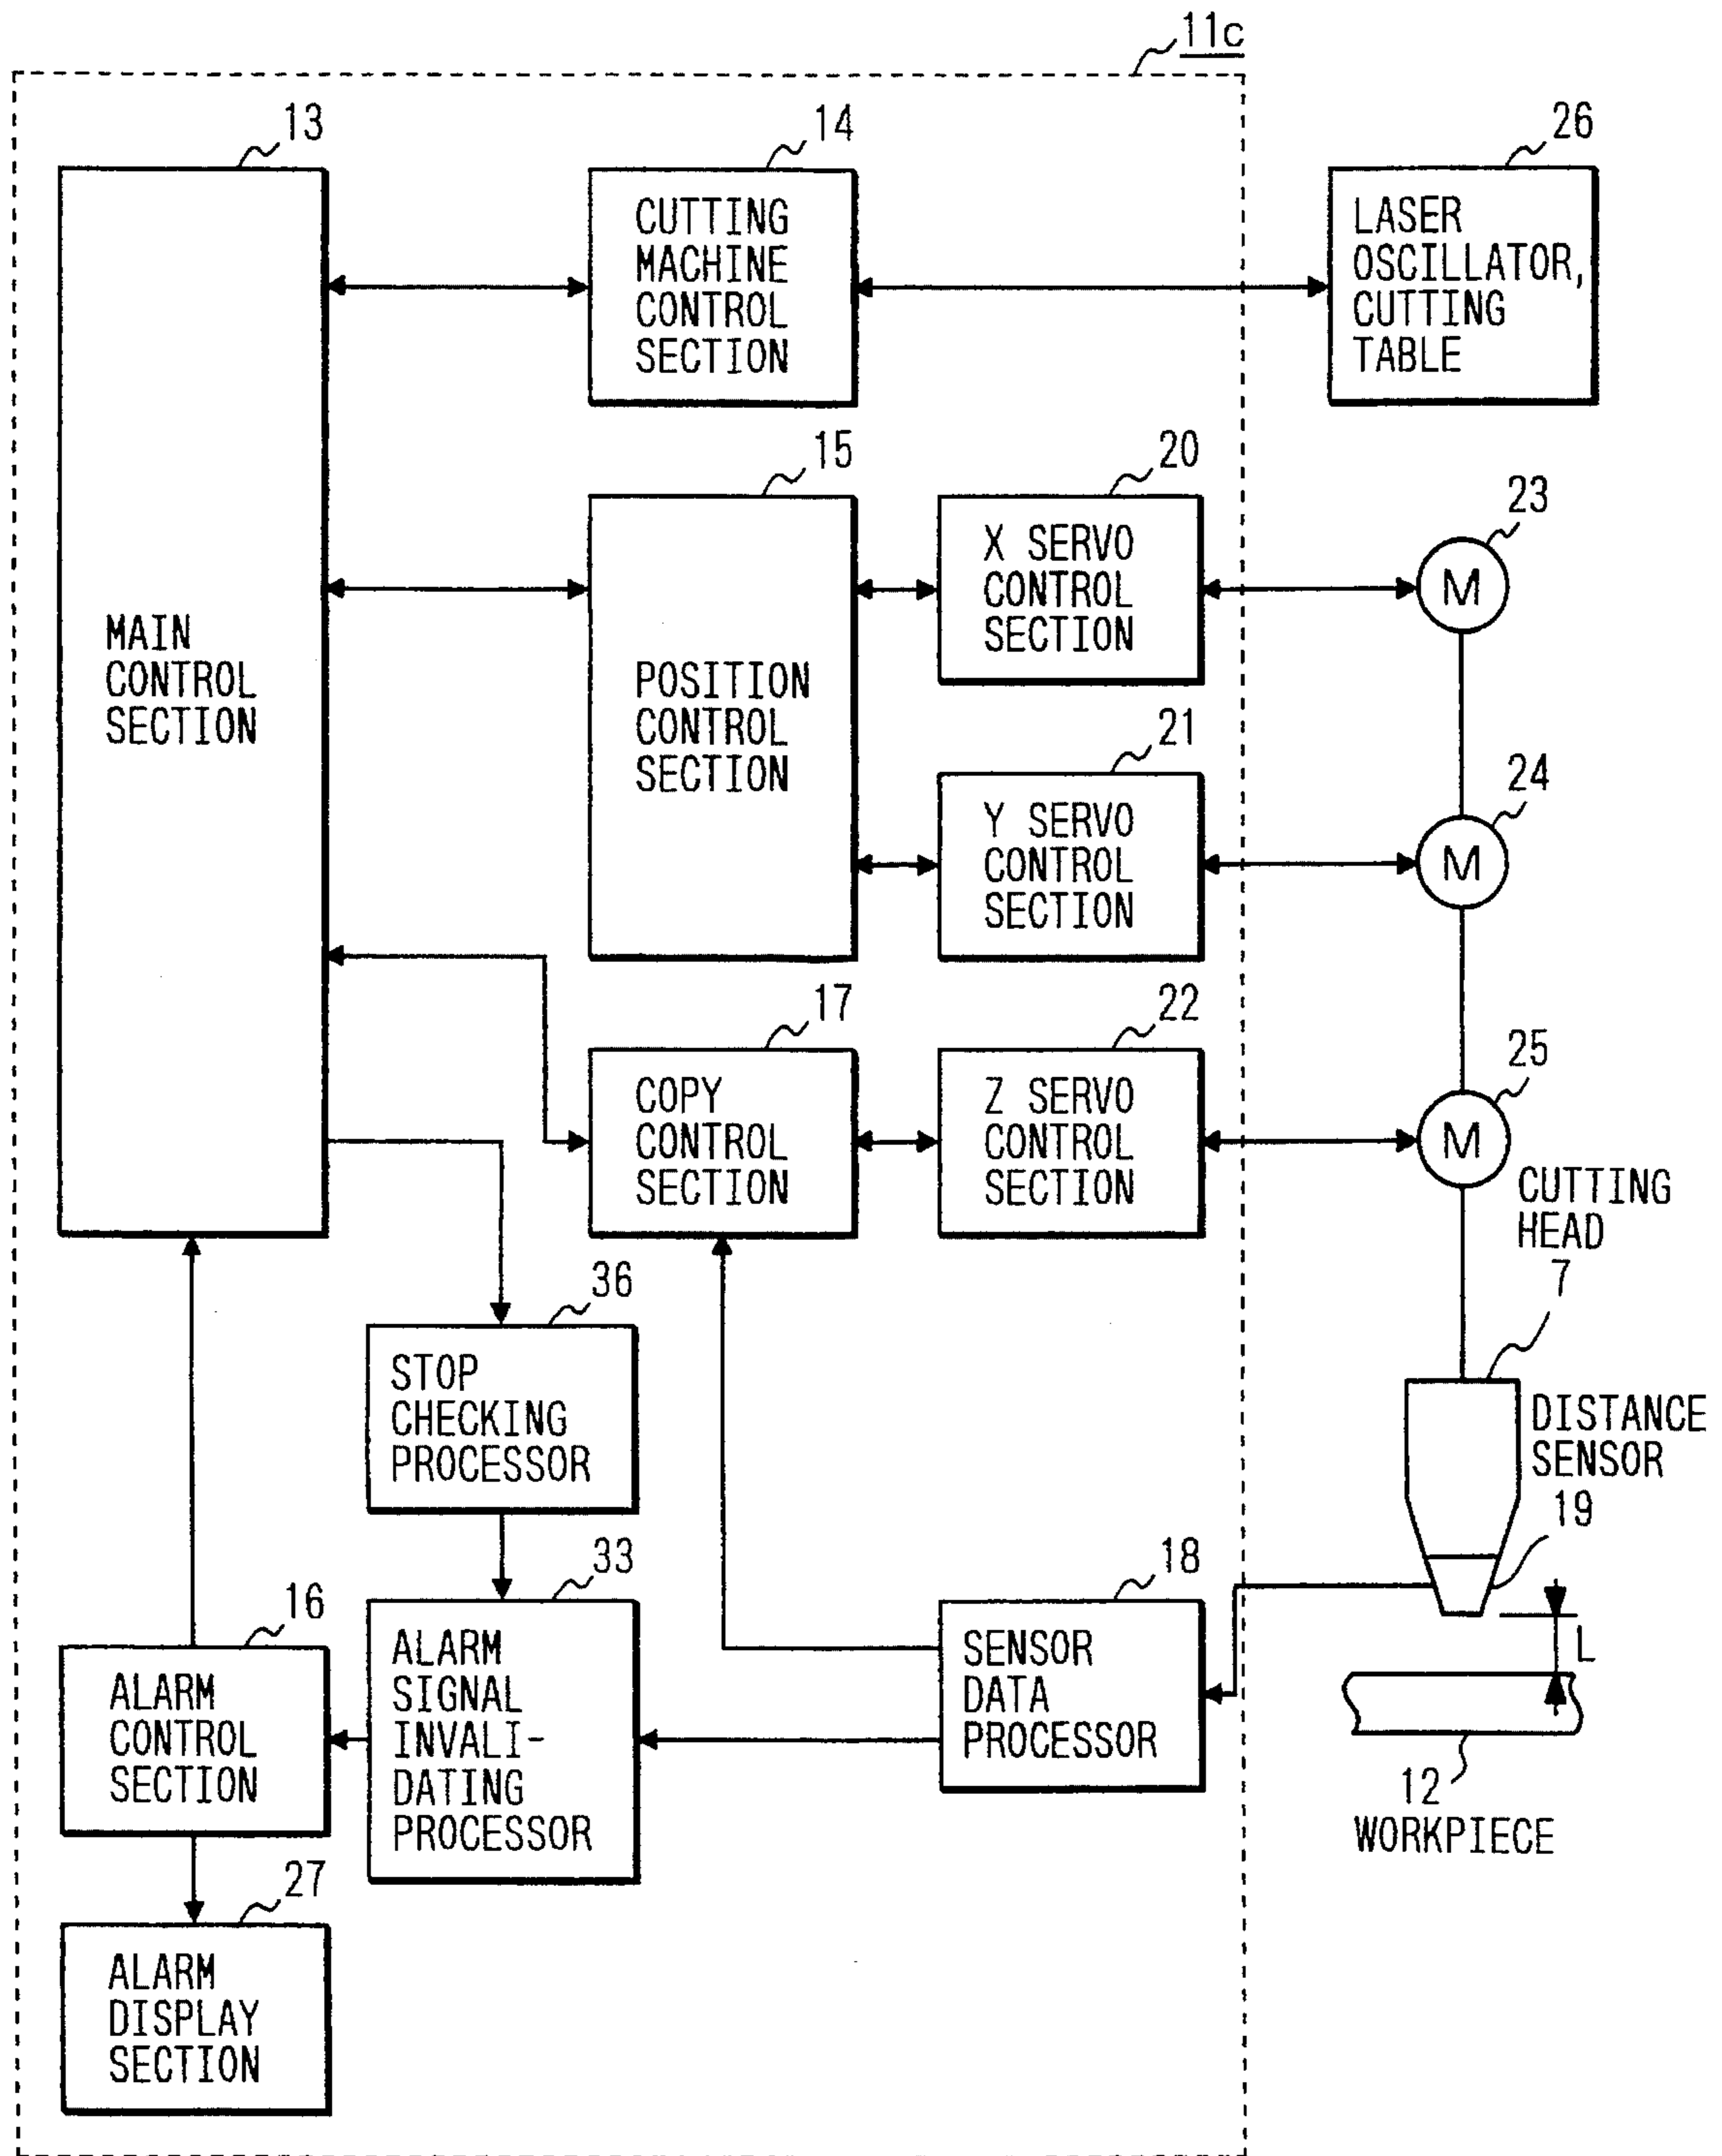 11c
13
14
26
CUTTING
MACHINE
CONTROL
SECTION
LASER
OSCILLATOR,
CUTTING
TABLE
15
20
23
MAIN
CONTROL
SECTION
POSITION
CONTROL
SECTION
X SERVO
CONTROL
SECTION
M
21
24
Y SERVO
CONTROL
SECTION
M
17
22
25
COPY
CONTROL
SECTION
Z SERVO
CONTROL
SECTION
M
CUTTING
HEAD
7
36
STOP
CHECKING
PROCESSOR
DISTANCE
SENSOR
19
33
18
16
ALARM
SIGNAL
INVALI-
DATING
PROCESSOR
SENSOR
DATA
PROCESSOR
L
ALARM
CONTROL
SECTION
12
WORKPIECE
27
ALARM
DISPLAY
SECTION